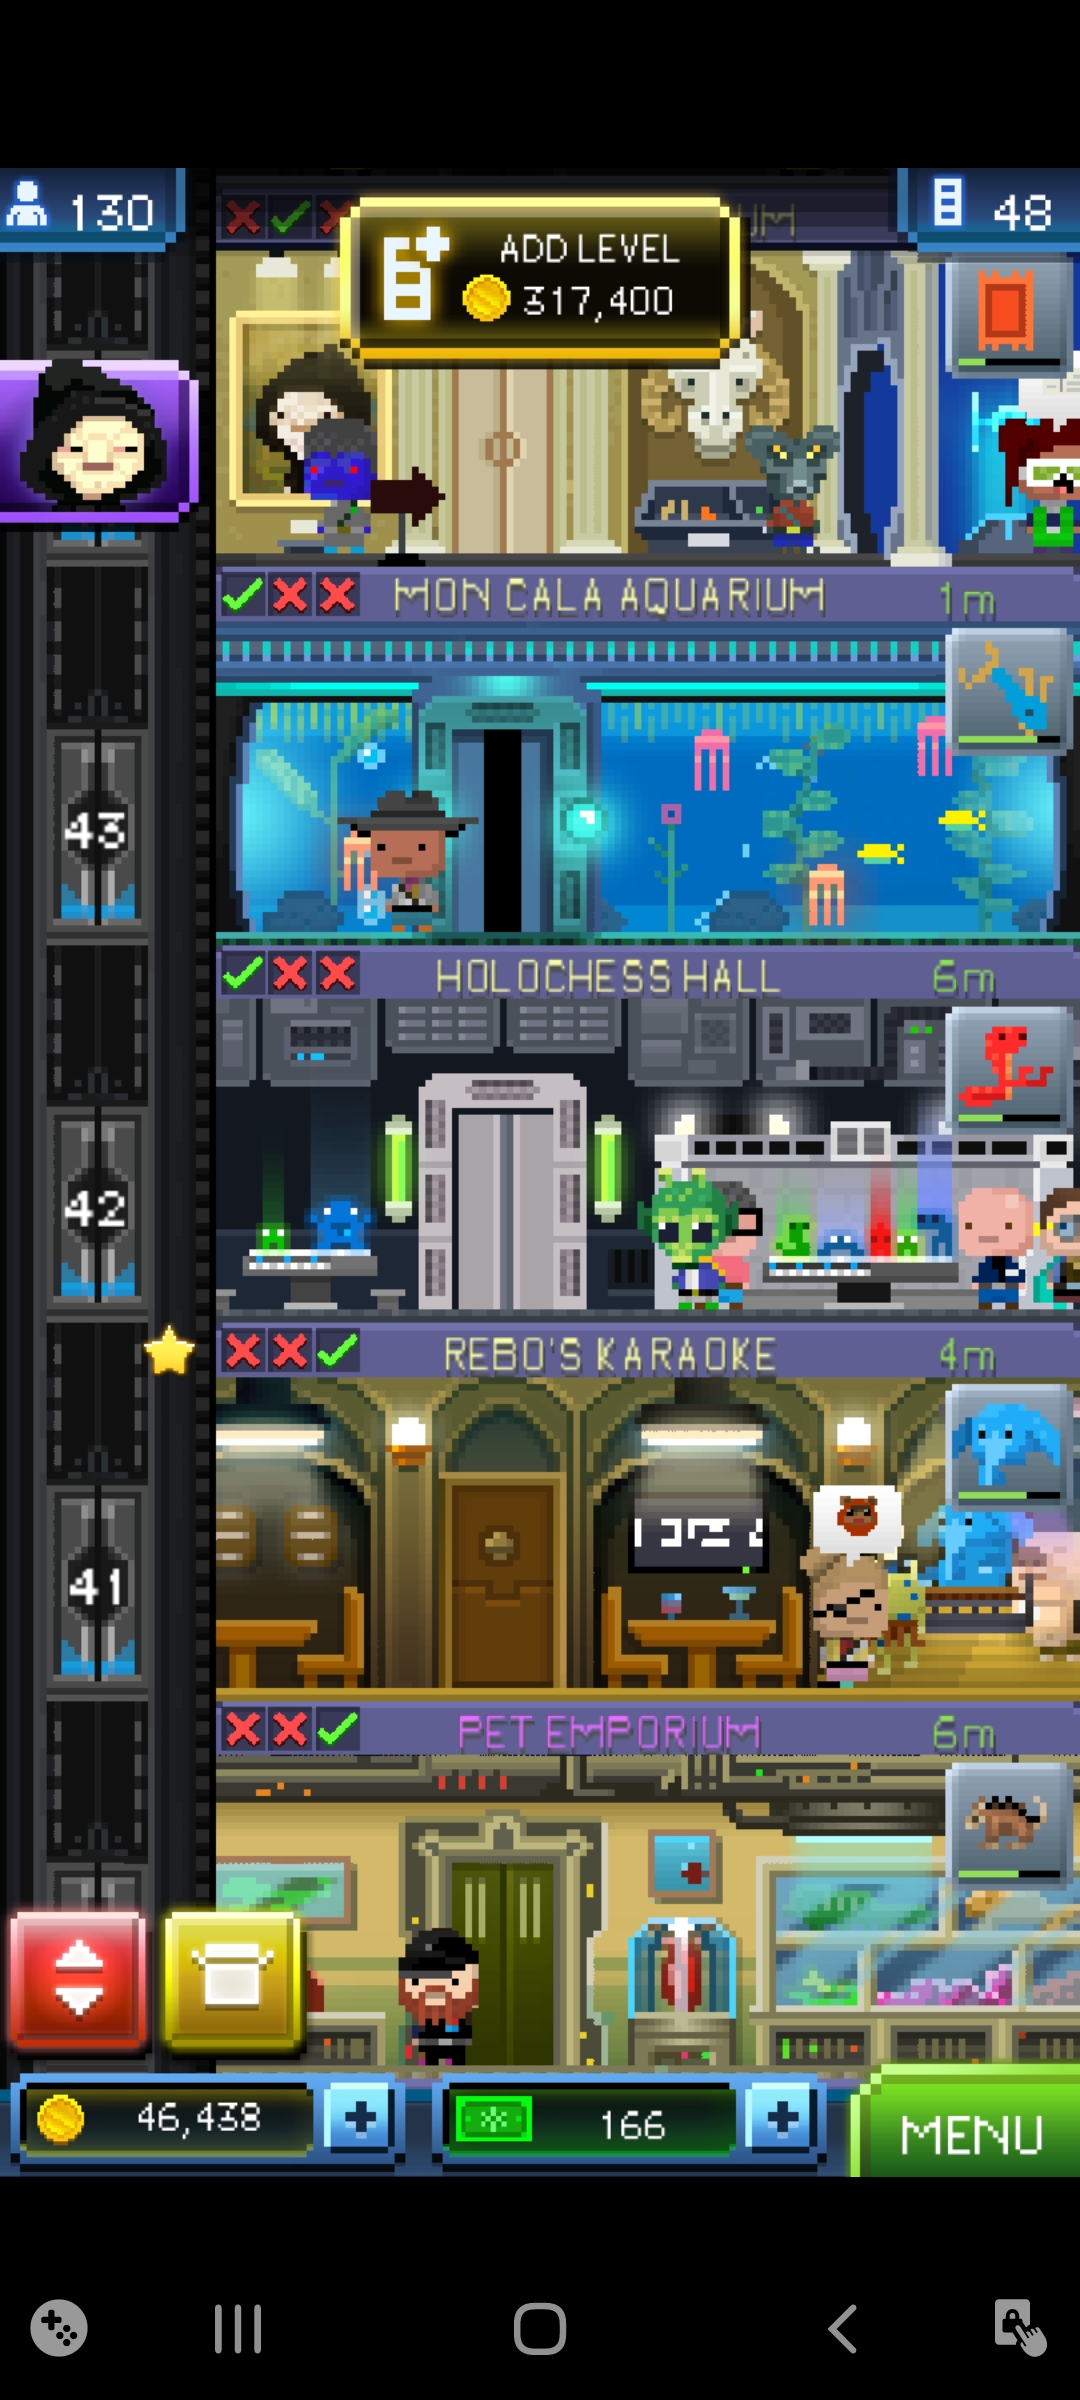 130
UM
48
ADD LEVEL
317,400
MON CALA AQUARIUM
1m
43
HOLOCHESS HALL
6m
42
REBO'S KARAOKE
4m
41
PET EMPORIUM
6m
46,438
166
MENU